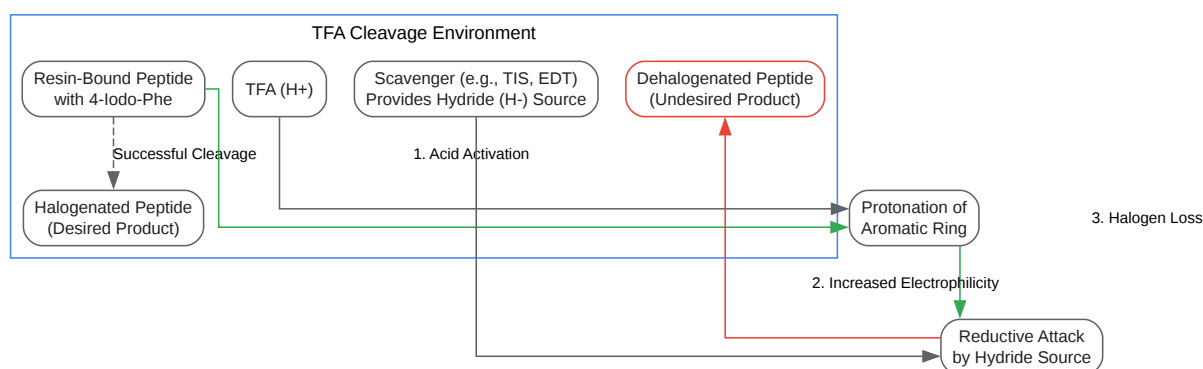 TFA Cleavage Environment
Resin-Bound Peptide
with 4-Iodo-Phe
TFA (H+)
Scavenger (e.g., TIS, EDT)
Provides Hydride (H-) Source
Dehalogenated Peptide
(Undesired Product)
Successful Cleavage
1. Acid Activation
Halogenated Peptide
(Desired Product)
Protonation of
Aromatic Ring
3. Halogen Loss
2. Increased Electrophilicity
Reductive Attack
by Hydride Source